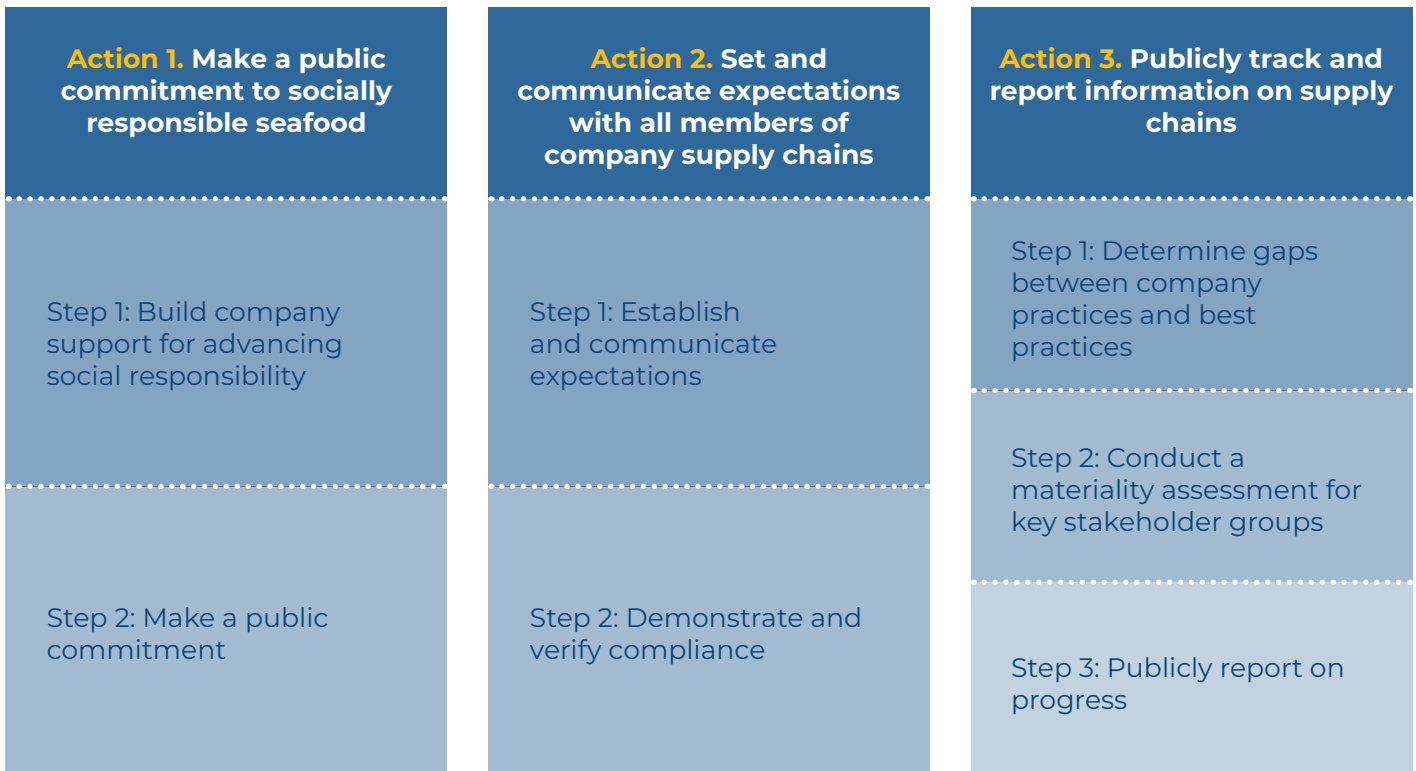 Action 1. Make a public
commitment to socially
responsible seafood
Step 1: Build company
support for advancing
social responsibility
Step 2: Make a public
commitment
Action 2. Set and
communicate expectations
with all members of
company supply chains
Step 1: Establish
and communicate
expectations
Step 2: Demonstrate and
verify compliance
Action 3. Publicly track and
report information on supply
chains
Step 1: Determine gaps
between company
practices and best
practices
Step 2: Conduct a
materiality assessment for
key stakeholder groups
Step 3: Publicly report on
progress